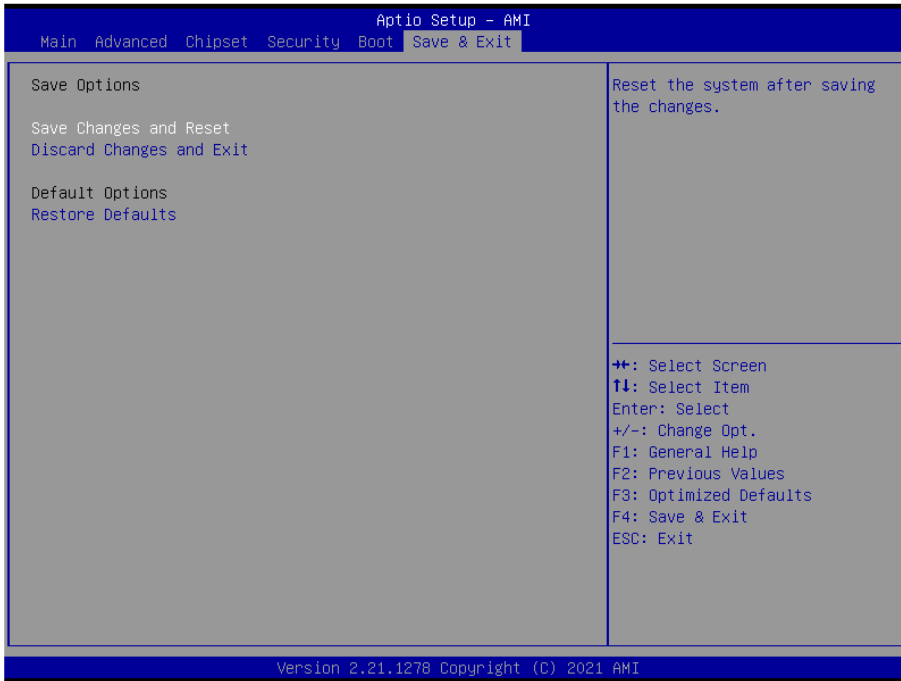 Aptio Setup – AMI
Main Advanced Chipset Security Boot Save & Exit
Save Options
Save Changes and Reset
Discard Changes and Exit
Default Options
Restore Defaults
Reset the system after saving
the changes.
→←: Select Screen
↑↓: Select Item
Enter: Select
+/-: Change Opt.
F1: General Help
F2: Previous Values
F3: Optimized Defaults
F4: Save & Exit
ESC: Exit
Version 2.21.1278 Copyright (C) 2021 AMI